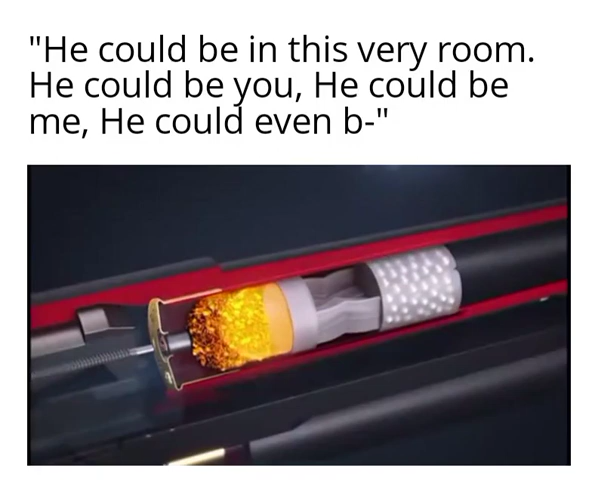 "He could be in this very room.
He could be you, He could be
me, He could even b-"